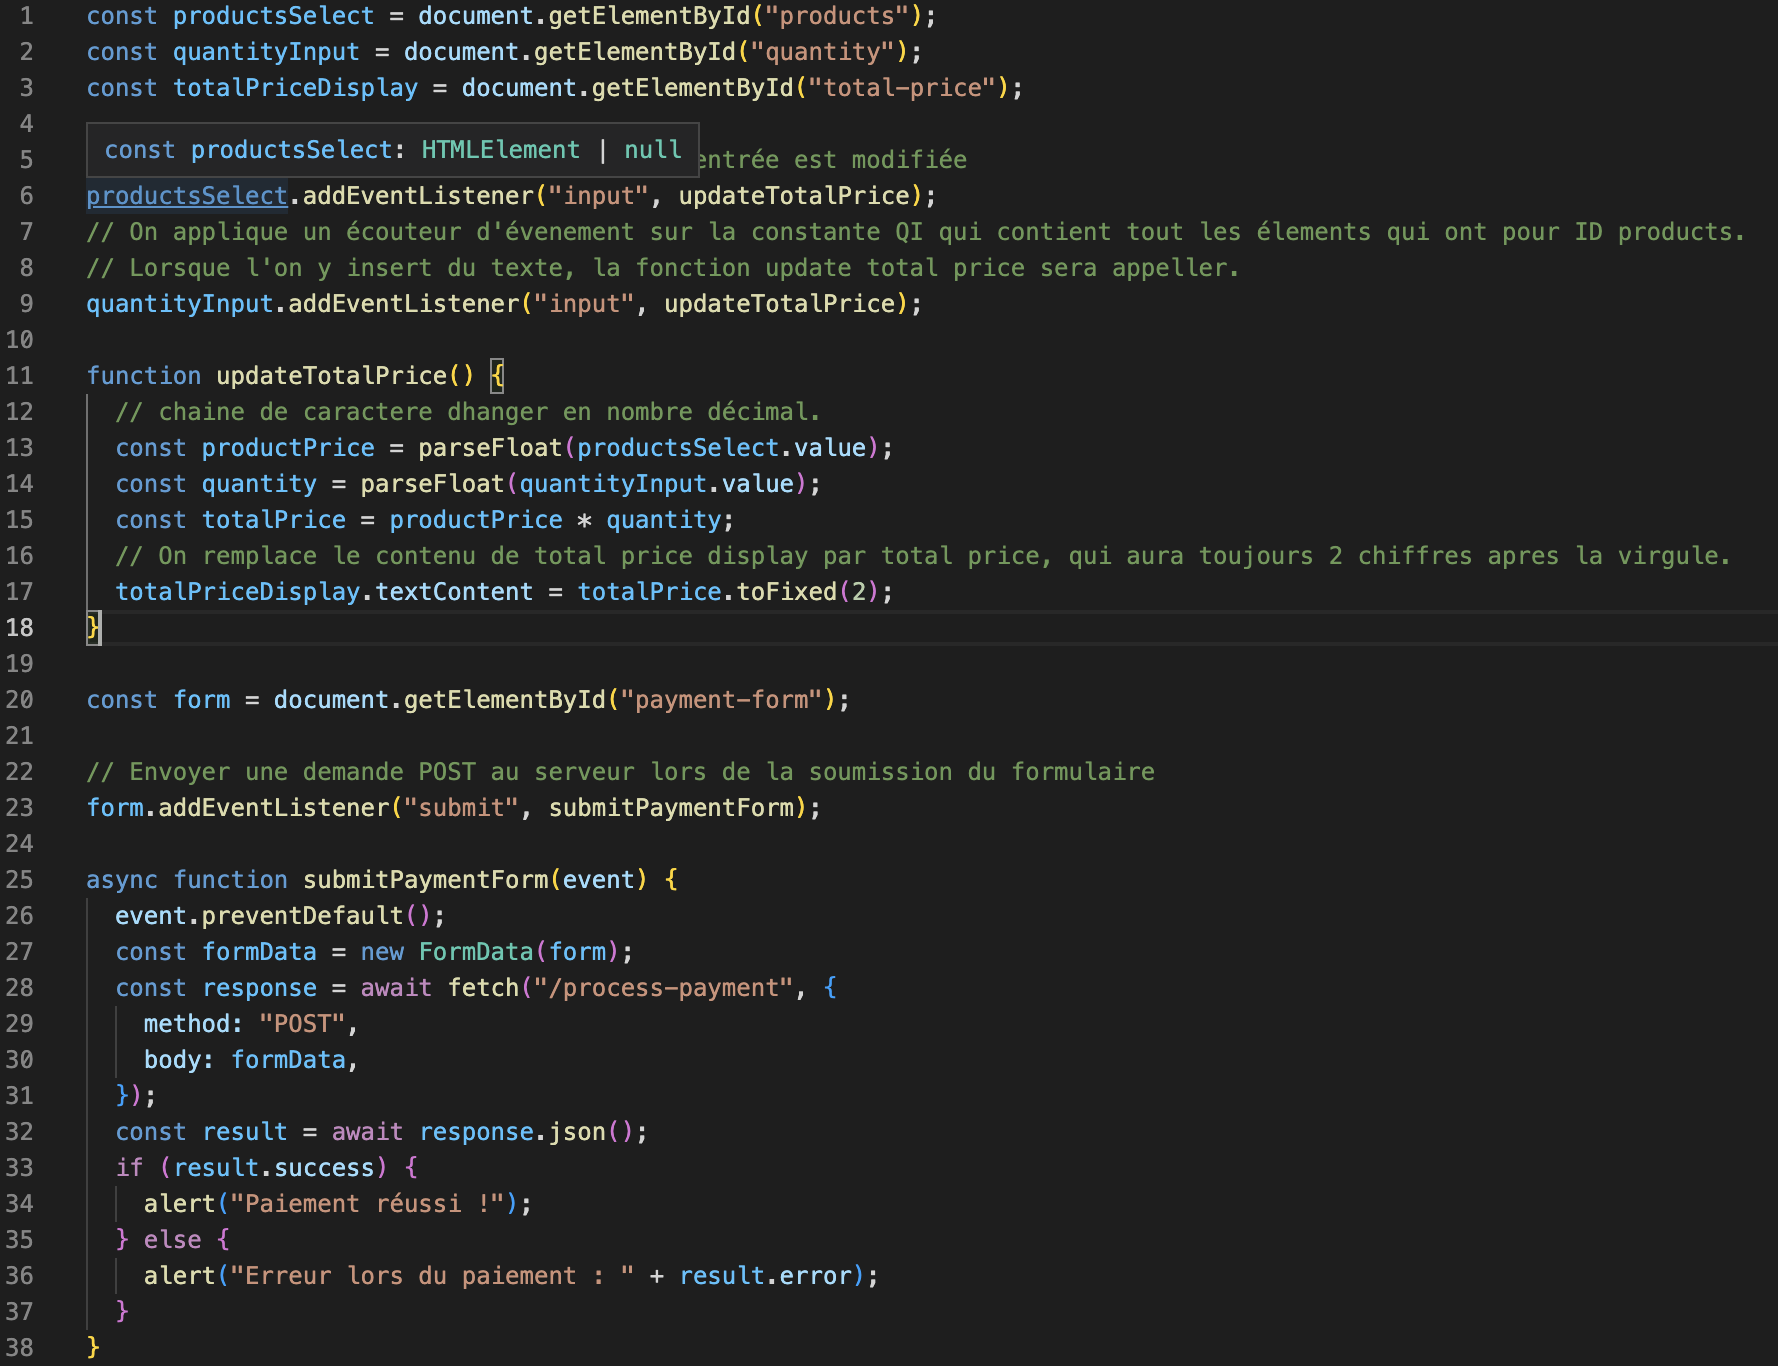 1 const productsSelect = document.getElementById("products");
2 const quantityInput = document.getElementById("quantity");
3 const totalPriceDisplay = document.getElementById("total-price");
4
const productsSelect: HTMLElement | null
5 entrée est modifiée
6 productsSelect.addEventListener("input", updateTotalPrice);
7 // On applique un écouteur d'évenement sur la constante QI qui contient tout les élements qui ont pour ID products.
8 // Lorsque l'on y insert du texte, la fonction update total price sera appeller.
9 quantityInput.addEventListener("input", updateTotalPrice);
10
11 function updateTotalPrice() {
12 // chaine de caractere dhanger en nombre décimal.
13 const productPrice = parseFloat(productsSelect.value);
14 const quantity = parseFloat(quantityInput.value);
15 const totalPrice = productPrice * quantity;
16 // On remplace le contenu de total price display par total price, qui aura toujours 2 chiffres apres la virgule.
17 totalPriceDisplay.textContent = totalPrice.toFixed(2);
18 }
19
20 const form = document.getElementById("payment-form");
21
22 // Envoyer une demande POST au serveur lors de la soumission du formulaire
23 form.addEventListener("submit", submitPaymentForm);
24
25 async function submitPaymentForm(event) {
26 event.preventDefault();
27 const formData = new FormData(form);
28 const response = await fetch("/process-payment", {
29 method: "POST",
30 body: formData,
31 });
32 const result = await response.json();
33 if (result.success) {
34 alert("Paiement réussi !");
35 } else {
36 alert("Erreur lors du paiement : " + result.error);
37 }
38 }